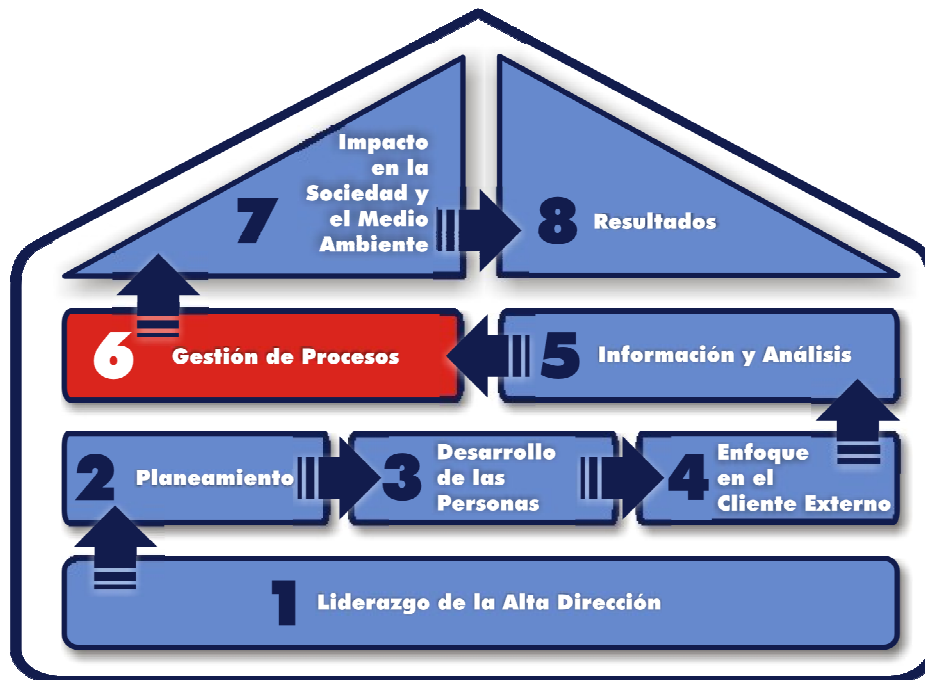 Impacto
en la
Sociedad y
el Medio
Ambiente
7
8 Resultados
6 Gestión de Procesos
5 Información y Análisis
2 Planeamiento
3 Desarrollo
de las
Personas
4 Enfoque
en el
Cliente Externo
1 Liderazgo de la Alta Dirección